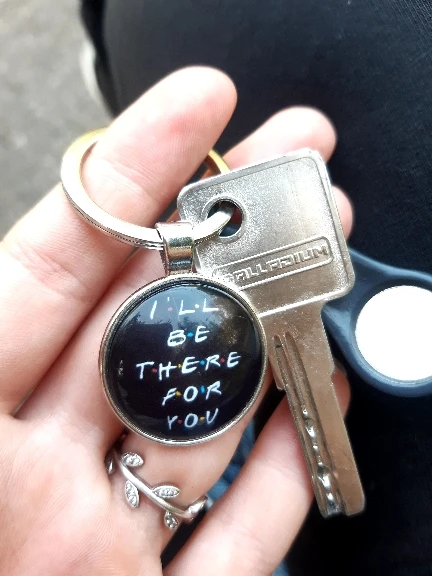 I'LL
BE
THERE
FOR
YOU
PALLADIUM